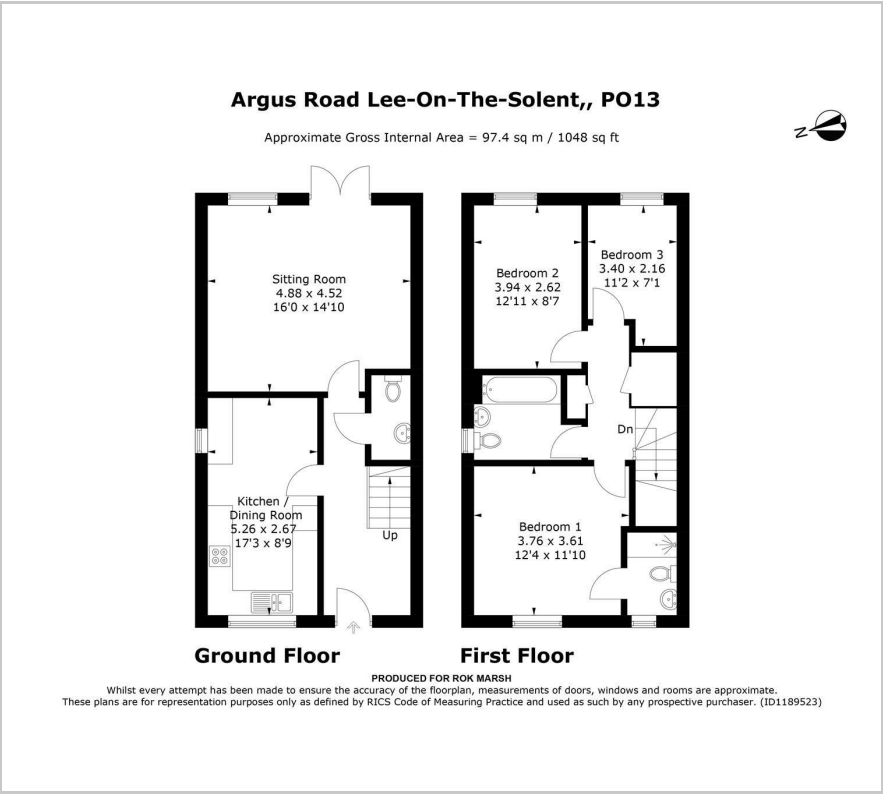 Argus Road Lee-On-The-Solent,, PO13
Approximate Gross Internal Area = 97.4 sq m / 1048 sq ft
N
Sitting Room
4.88 x 4.52
16'0 x 14'10
Kitchen /
Dining Room
5.26 x 2.67
17'3 x 8'9
Up
Bedroom 2
3.94 x 2.62
12'11 x 8'7
Bedroom 3
3.40 x 2.16
11'2 x 7'1
Dn
Bedroom 1
3.76 x 3.61
12'4 x 11'10
Ground Floor
First Floor
PRODUCED FOR ROK MARSH
Whilst every attempt has been made to ensure the accuracy of the floorplan, measurements of doors, windows and rooms are approximate.
These plans are for representation purposes only as defined by RICS Code of Measuring Practice and used as such by any prospective purchaser. (ID1189523)